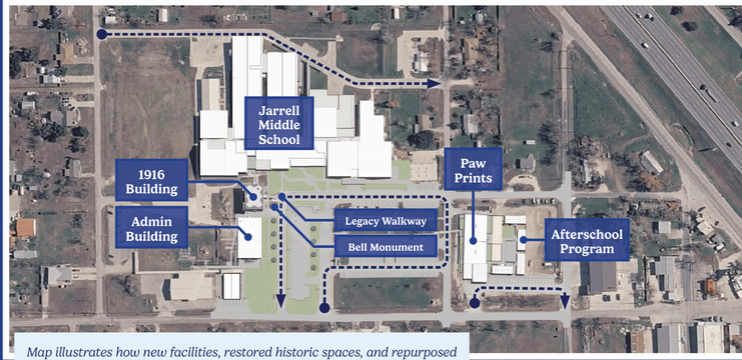 Jarrell
Middle
School
1916
Building
Admin
Building
Legacy Walkway
Bell Monument
Paw
Prints
Afterschool
Program
Map illustrates how new facilities, restored historic spaces, and repurposed